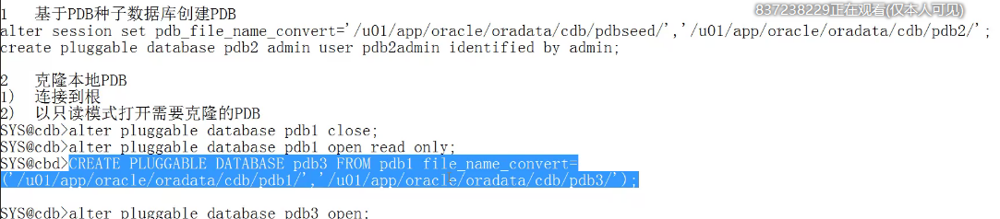 837238229正在观看(仅本人可见)
1 基于PDB种子数据库创建PDB
alter session set pdb_file_name_convert='/u01/app/oracle/oradata/cdb/pdbseed/','/u01/app/oracle/oradata/cdb/pdb2/';
create pluggable database pdb2 admin user pdb2admin identified by admin;
2 克隆本地PDB
1) 连接到根
2) 以只读模式打开需要克隆的PDB
SYS@cdb>alter pluggable database pdb1 close;
SYS@cdb>alter pluggable database pdb1 open read only;
SYS@cbd>CREATE PLUGGABLE DATABASE pdb3 FROM pdb1 file_name_convert=
('/u01/app/oracle/oradata/cdb/pdb1/','/u01/app/oracle/oradata/cdb/pdb3/');
SYS@cdb>alter pluggable database pdb3 open;